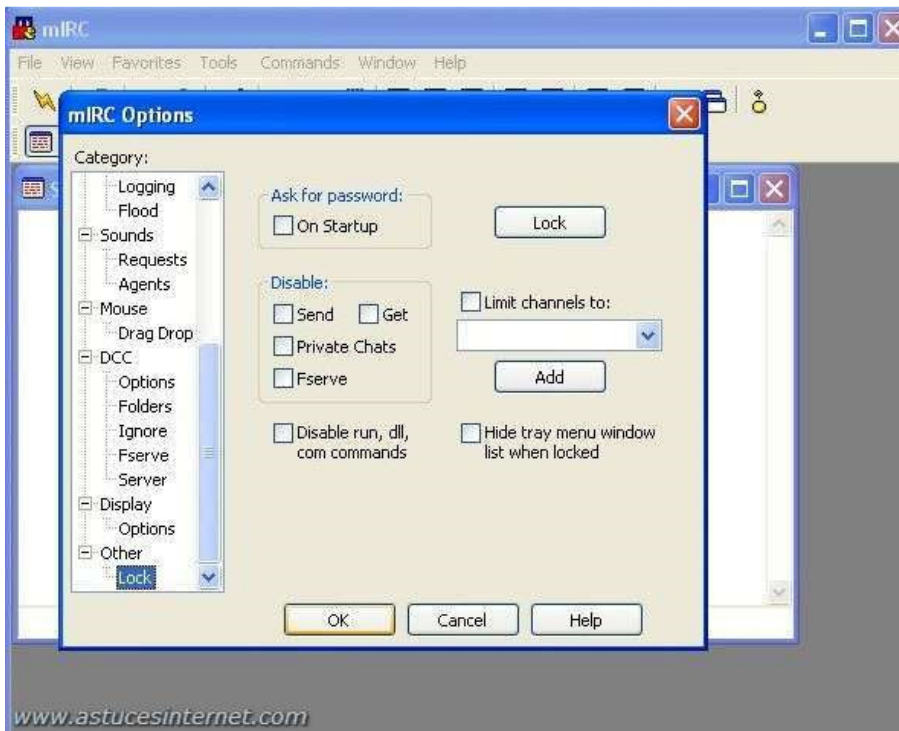 mIRC
File View Favorites Tools Commands Window Help
mIRC Options
Category:
Logging
Flood
Sounds
Requests
Agents
Mouse
Drag Drop
DCC
Options
Folders
Ignore
Fserve
Server
Display
Options
Other
Lock
Ask for password:
On Startup
Lock
Disable:
Send Get
Private Chats
Fserve
Limit channels to:
Add
Disable run, dll,
com commands
Hide tray menu window
list when locked
OK Cancel Help
www.astucesinternet.com